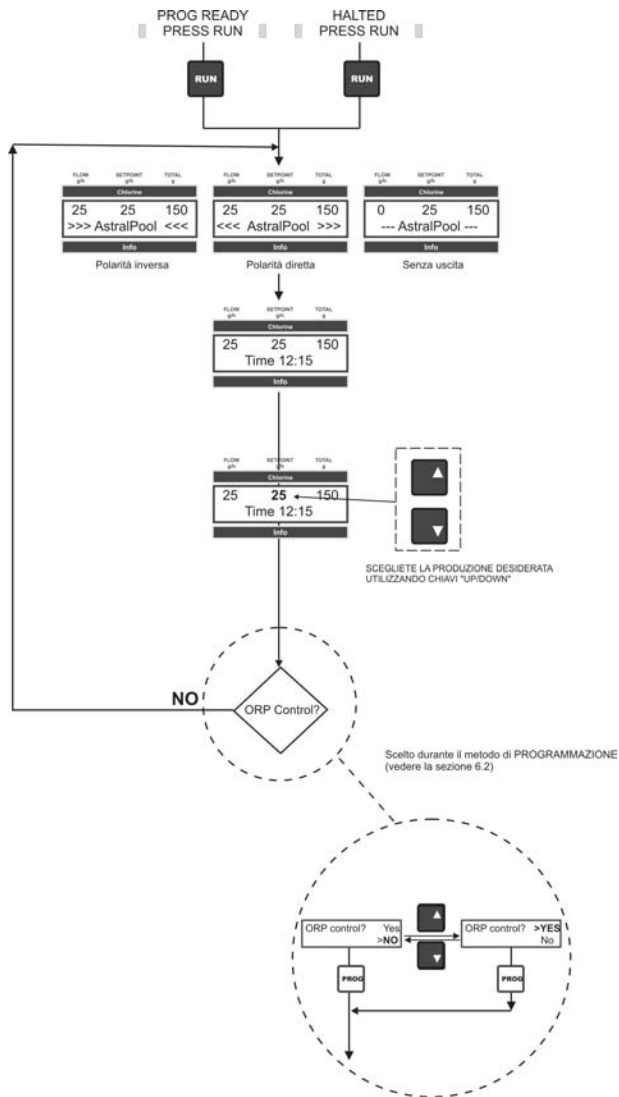 PROG READY
PRESS RUN
HALTED
PRESS RUN
RUN
RUN
FLOW SETPOINT TOTAL
g/h g/h g
Chlorine
25 25 150
>>> AstralPool <<<
Info
Polarità inversa
FLOW SETPOINT TOTAL
g/h g/h g
Chlorine
25 25 150
<<< AstralPool >>>
Info
Polarità diretta
FLOW SETPOINT TOTAL
g/h g/h g
Chlorine
0 25 150
--- AstralPool ---
Info
Senza uscita
FLOW SETPOINT TOTAL
g/h g/h g
Chlorine
25 25 150
Time 12:15
Info
FLOW SETPOINT TOTAL
g/h g/h g
Chlorine
25 25 150
Time 12:15
Info
SCEGLIETE LA PRODUZIONE DESIDERATA
UTILIZZANDO CHIAVI "UP/DOWN"
NO
ORP Control?
Scelto durante il metodo di PROGRAMMAZIONE
(vedere la sezione 6.2)
ORP control? Yes
>NO
ORP control? >YES
No
PROG
PROG